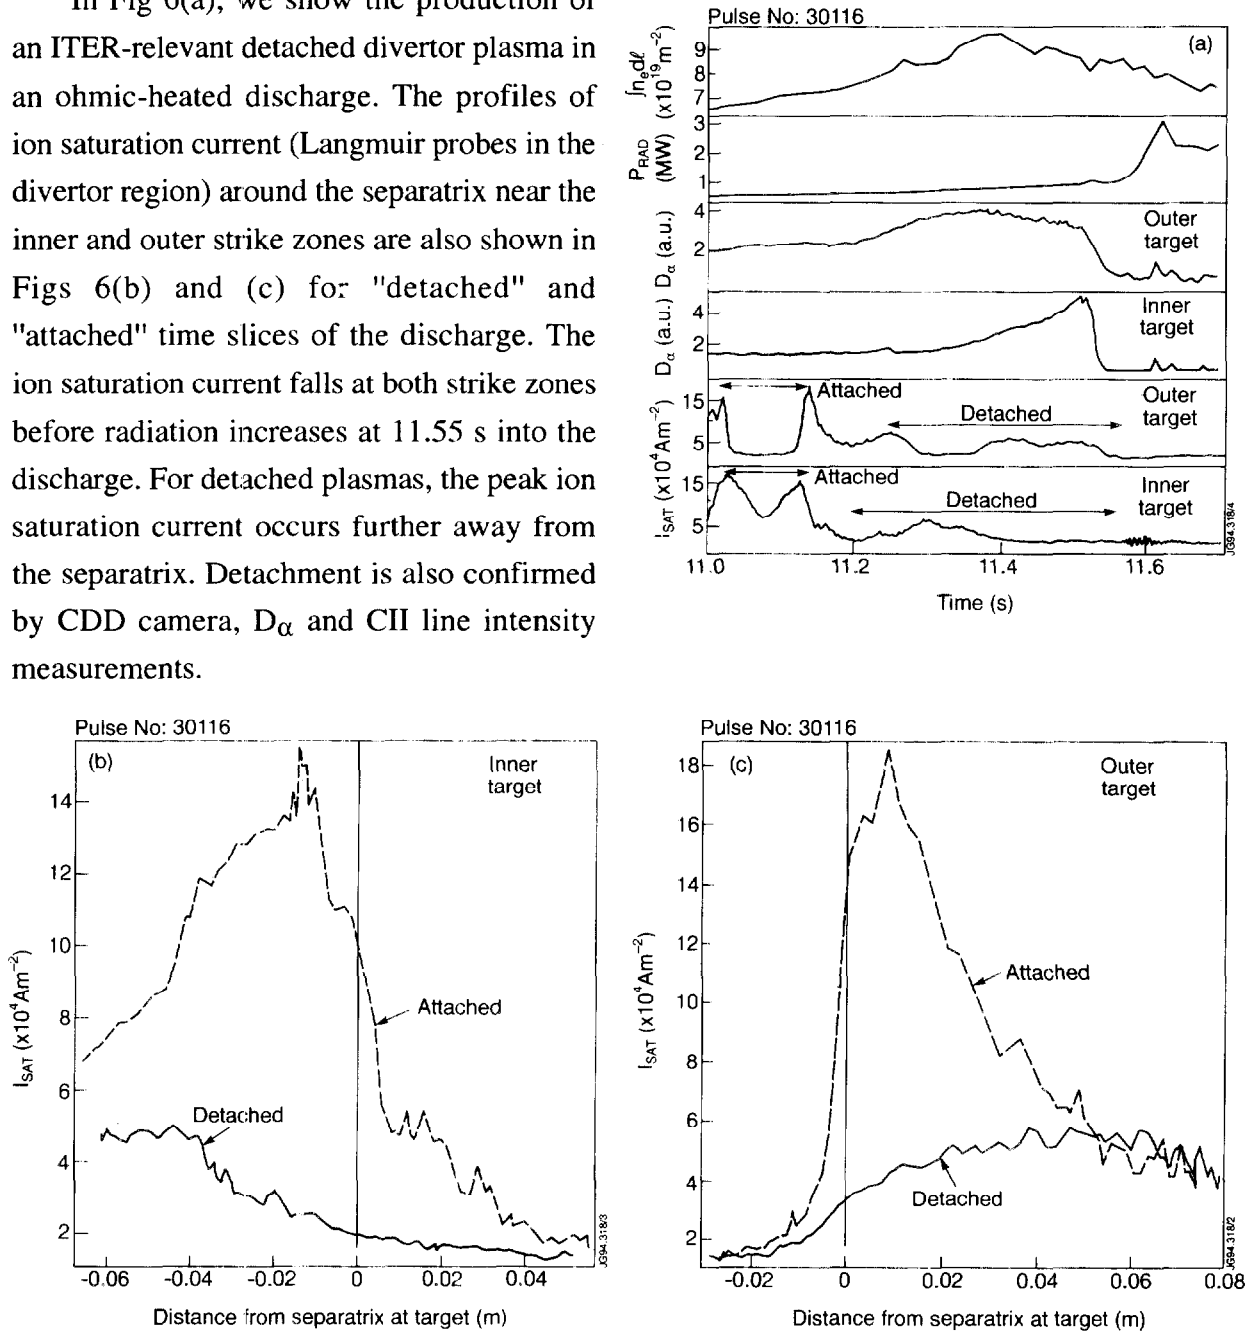 In Fig 6(a), we show the production of
an ITER-relevant detached divertor plasma in
an ohmic-heated discharge. The profiles of
ion saturation current (Langmuir probes in the
divertor region) around the separatrix near the
inner and outer strike zones are also shown in
Figs 6(b) and (c) for "detached" and
"attached" time slices of the discharge. The
ion saturation current falls at both strike zones
before radiation increases at 11.55 s into the
discharge. For detached plasmas, the peak ion
saturation current occurs further away from
the separatrix. Detachment is also confirmed
by CDD camera, Dα and CII line intensity
measurements.
Pulse No: 30116
(a)
∫nedℓ
(x10¹⁹m⁻²)
9
8
7
PRAD
(MW)
3
2
1
Dα (a.u.)
4
2
Outer
target
Dα (a.u.)
4
2
Inner
target
ISAT (x10⁴Am⁻²)
15
5
Attached
Detached
Outer
target
15
5
Attached
Detached
Inner
target
11.0 11.2 11.4 11.6
Time (s)
JG94.318/4
Pulse No: 30116
(b)
Inner
target
ISAT (x10⁴Am⁻²)
14
12
10
8
6
4
2
Attached
Detached
-0.06 -0.04 -0.02 0 0.02 0.04
Distance from separatrix at target (m)
JG94.318/3
Pulse No: 30116
(c)
Outer
target
ISAT (x10⁴Am⁻²)
18
16
14
12
10
8
6
4
2
Attached
Detached
-0.02 0 0.02 0.04 0.06 0.08
Distance from separatrix at target (m)
JG94.318/2